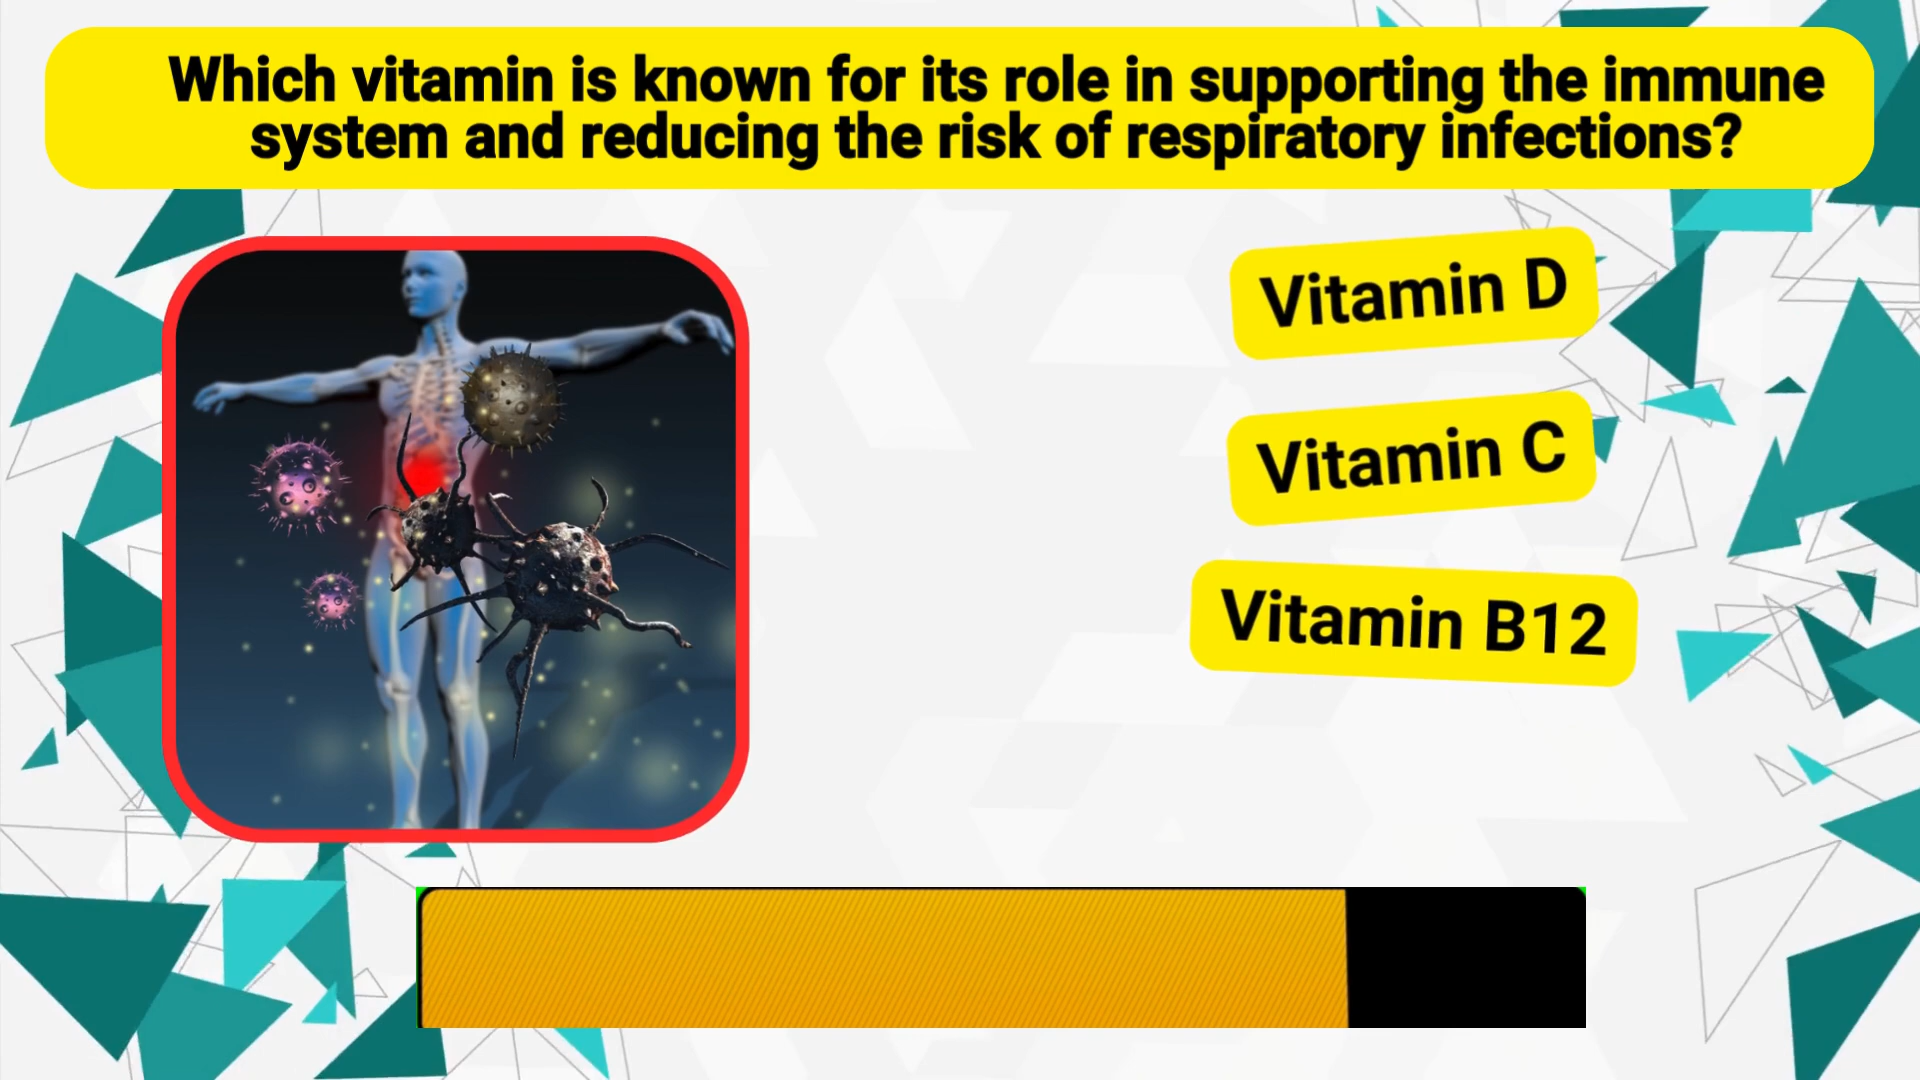 Which vitamin is known for its role in supporting the immune
system and reducing the risk of respiratory infections?
Vitamin D
Vitamin C
Vitamin B12